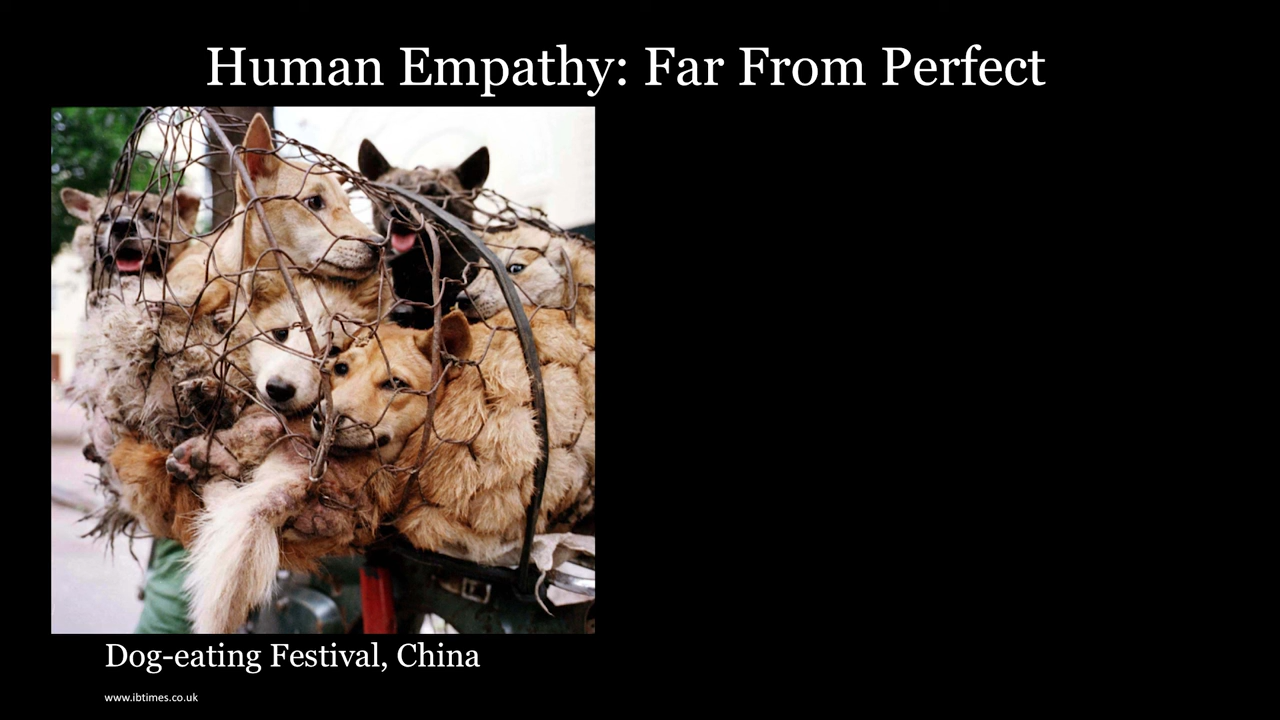 Human Empathy: Far From Perfect
Dog-eating Festival, China
www.ibtimes.co.uk